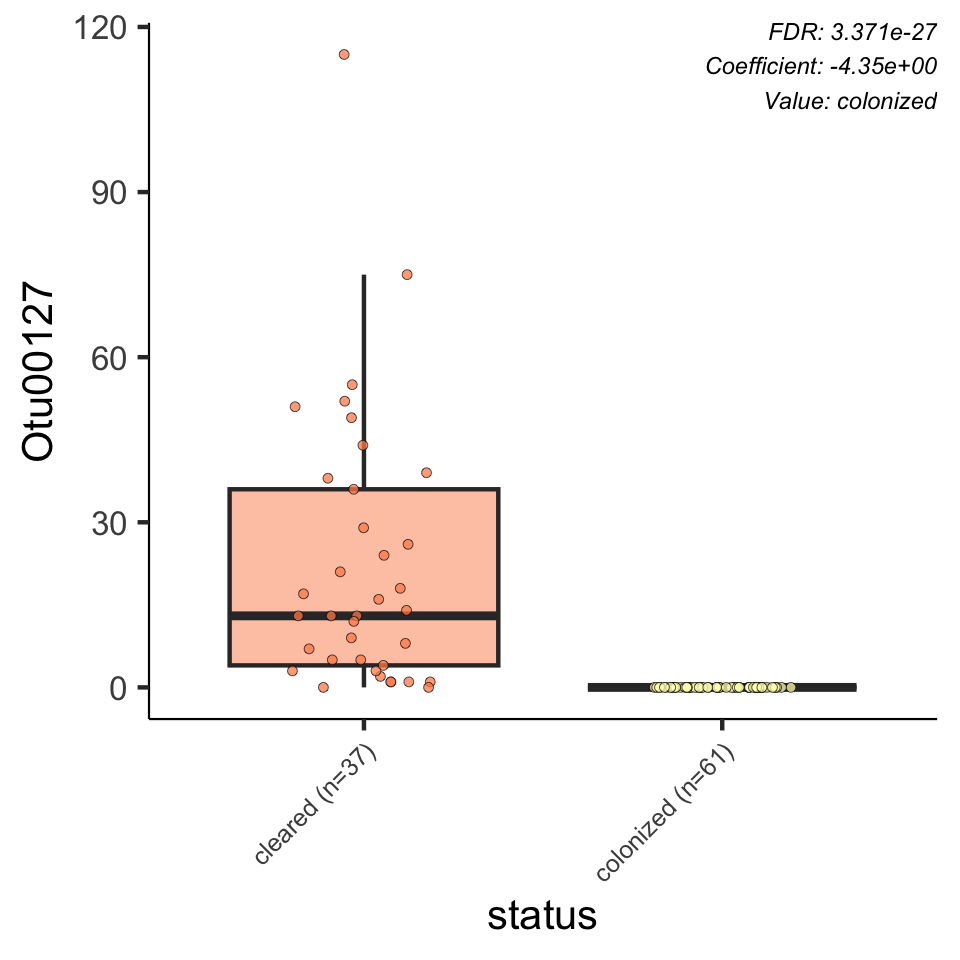 FDR: 3.371e-27
Coefficient: -4.35e+00
Value: colonized
120
90
60
30
0
Otu00127
cleared (n=37)
colonized (n=61)
status